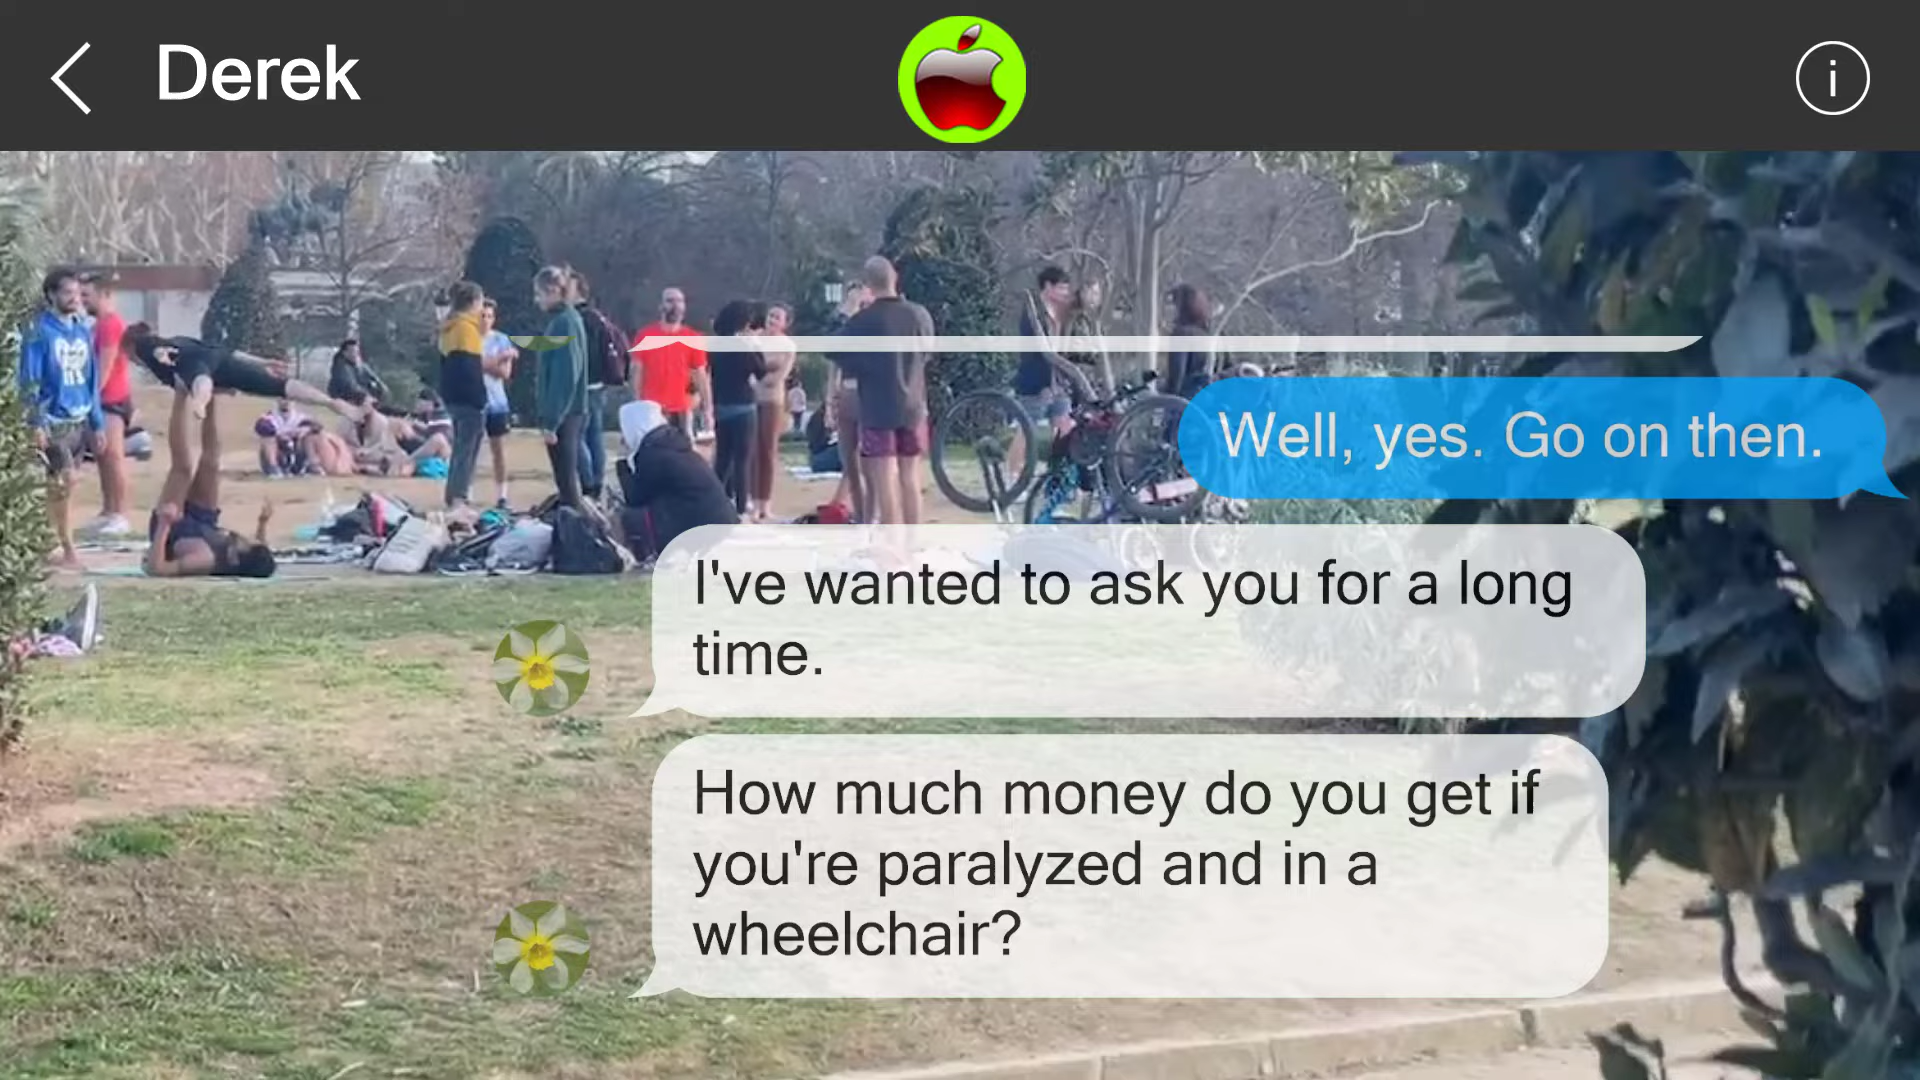 Derek
i
Well, yes. Go on then.
I've wanted to ask you for a long
time.
How much money do you get if
you're paralyzed and in a
wheelchair?